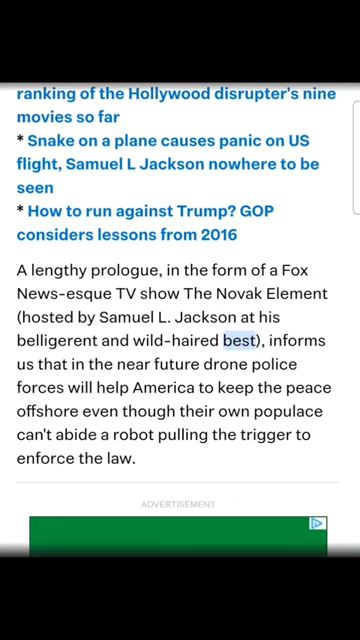 ranking of the Hollywood disrupter's nine
movies so far
* Snake on a plane causes panic on US
flight, Samuel L Jackson nowhere to be
seen
* How to run against Trump? GOP
considers lessons from 2016
A lengthy prologue, in the form of a Fox
News-esque TV show The Novak Element
(hosted by Samuel L. Jackson at his
belligerent and wild-haired best), informs
us that in the near future drone police
forces will help America to keep the peace
offshore even though their own populace
can't abide a robot pulling the trigger to
enforce the law.
ADVERTISEMENT